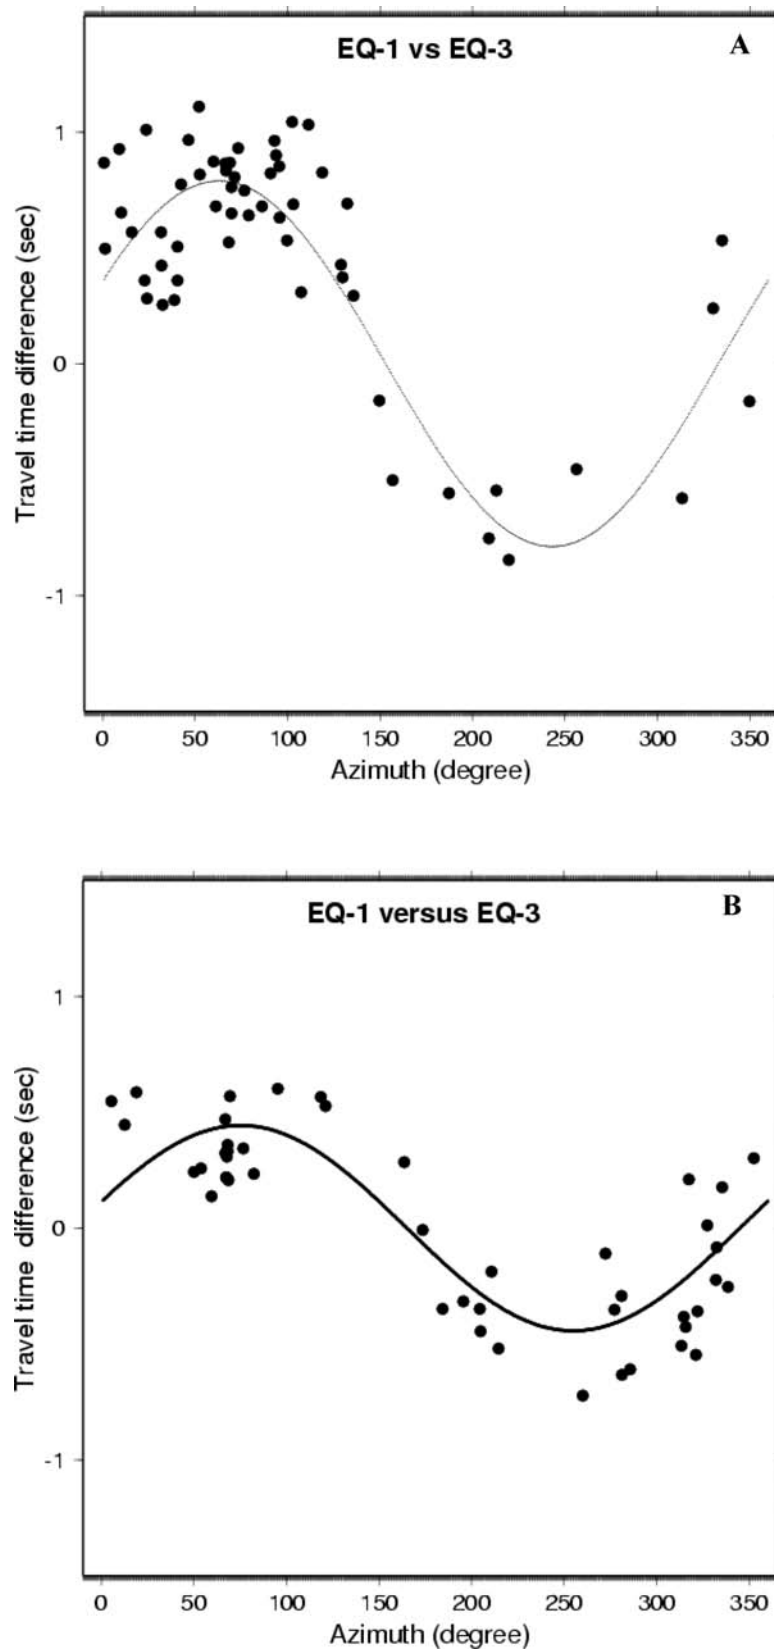 EQ-1 vs EQ-3
A
1
0
-1
Travel time difference (sec)
0 50 100 150 200 250 300 350
Azimuth (degree)
EQ-1 versus EQ-3
B
1
0
-1
Travel time difference (sec)
0 50 100 150 200 250 300 350
Azimuth (degree)